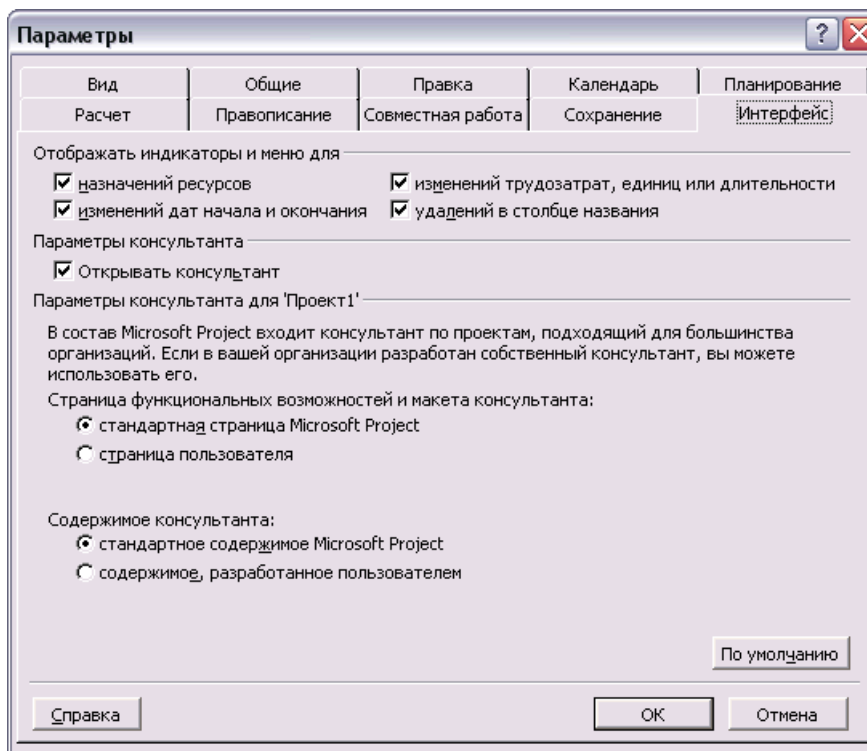 Параметры
Вид Общие Правка Календарь Планирование
Расчет Правописание Совместная работа Сохранение Интерфейс
Отображать индикаторы и меню для
назначений ресурсов изменений трудозатрат, единиц или длительности
изменений дат начала и окончания удалений в столбце названия
Параметры консультанта
Открывать консультант
Параметры консультанта для 'Проект1'
В состав Microsoft Project входит консультант по проектам, подходящий для большинства
организаций. Если в вашей организации разработан собственный консультант, вы можете
использовать его.
Страница функциональных возможностей и макета консультанта:
стандартная страница Microsoft Project
страница пользователя
Содержимое консультанта:
стандартное содержимое Microsoft Project
содержимое, разработанное пользователем
По умолчанию
Справка ОК Отмена